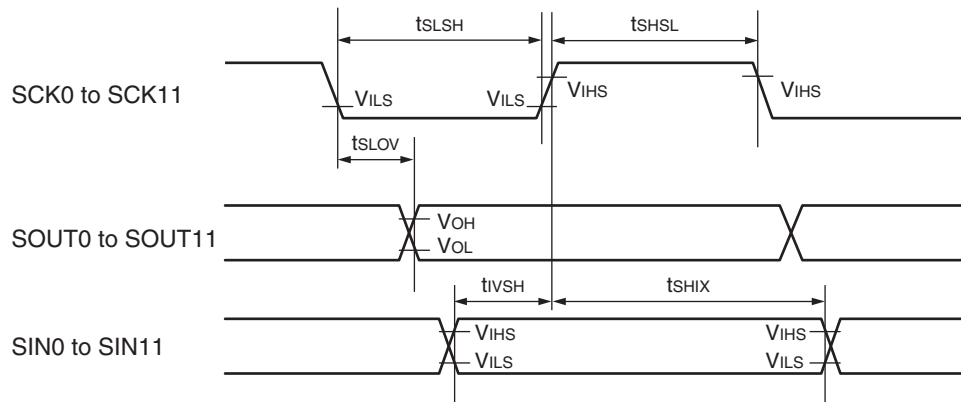 tSLSH tSHSL
SCK0 to SCK11 VILS VILS VIHS VIHS
tSLOV
SOUT0 to SOUT11 VOH
VOL
tIVSH tSHIX
SIN0 to SIN11 VIHS VIHS
VILS VILS